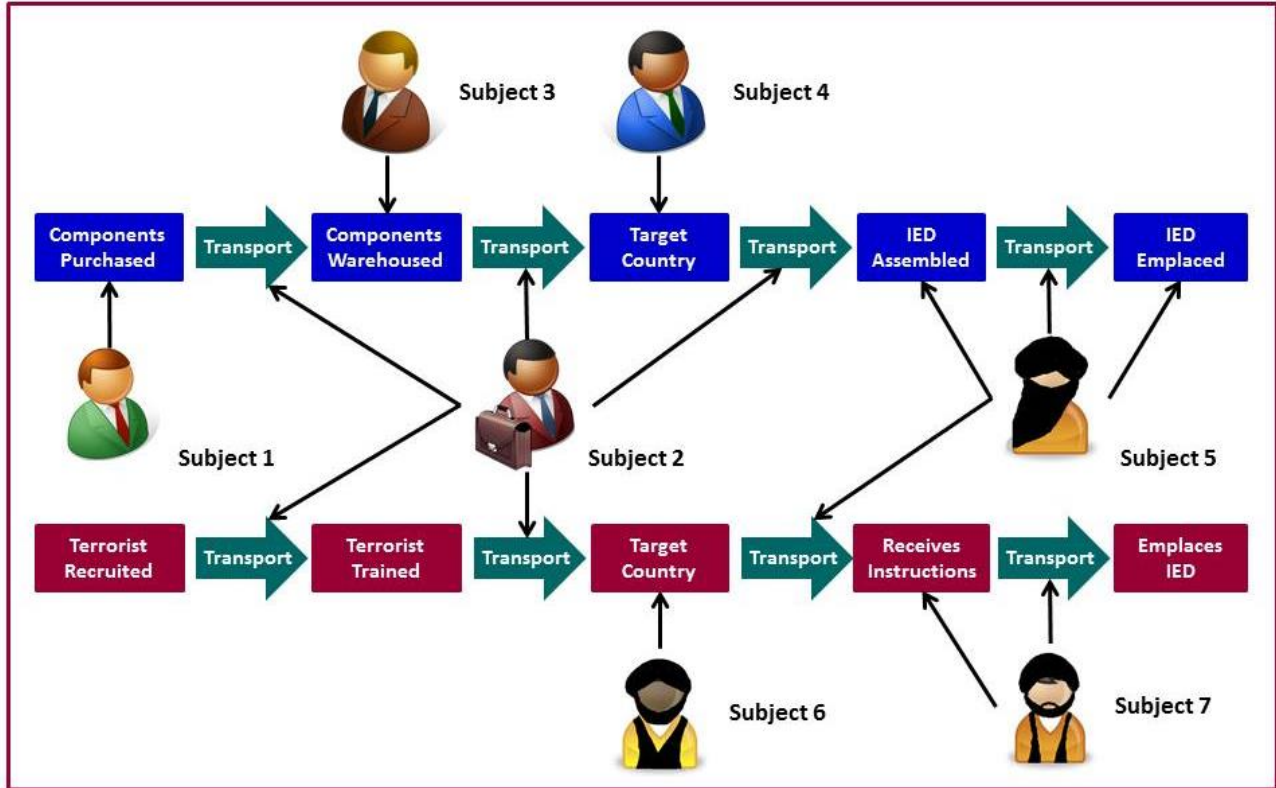 Subject 3
Subject 4
Components
Purchased
Transport
Components
Warehoused
Transport
Target
Country
Transport
IED
Assembled
Transport
IED
Emplaced
Subject 1
Subject 2
Subject 5
Terrorist
Recruited
Transport
Terrorist
Trained
Transport
Target
Country
Transport
Receives
Instructions
Transport
Emplaces
IED
Subject 6
Subject 7